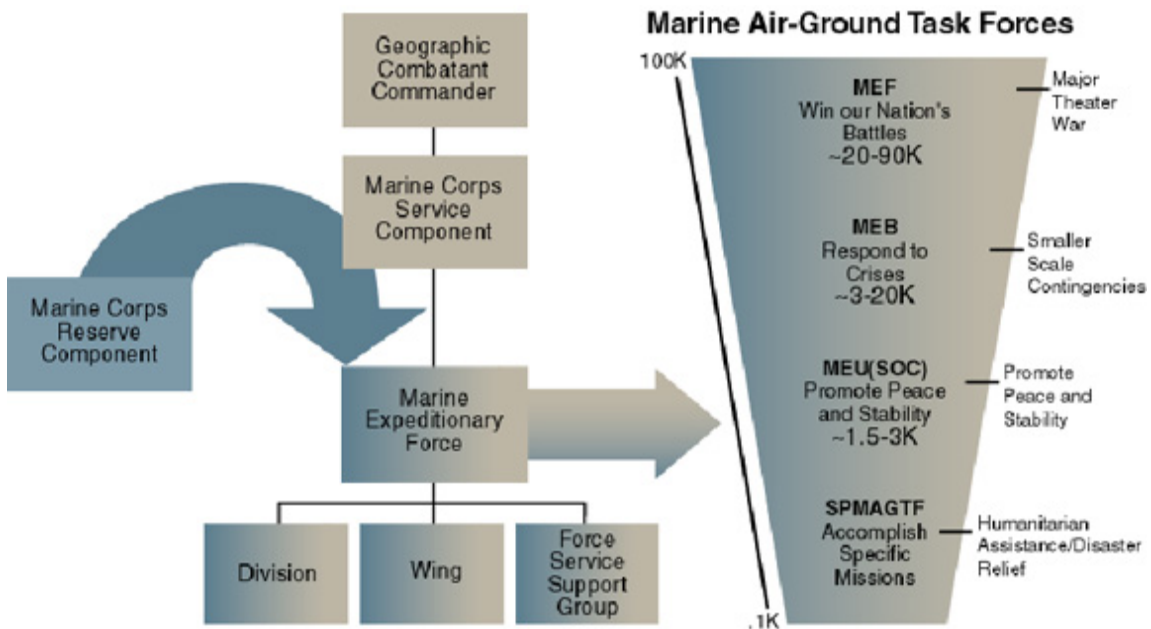 Marine Air-Ground Task Forces
Geographic
Combatant
Commander
Marine Corps
Service
Component
Marine Corps
Reserve
Component
Marine
Expeditionary
Force
Division
Wing
Force
Service
Support
Group
100K
MEF
Win our Nation's
Battles
~20-90K
Major
Theater
War
MEB
Respond to
Crises
~3-20K
Smaller
Scale
Contingencies
MEU(SOC)
Promote Peace
and Stability
~1.5-3K
Promote
Peace and
Stability
SPMAGTF
Accomplish
Specific
Missions
Humanitarian
Assistance/Disaster
Relief
.1K